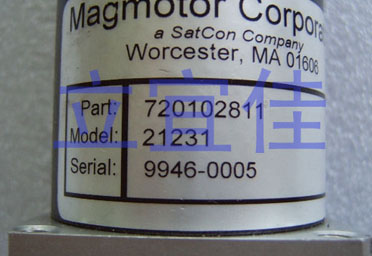 Magmotor Corpora
a SatCon Company
Worcester, MA 01606
Part: 720102811
Model: 21231
Serial: 9946-0005
立宜佳